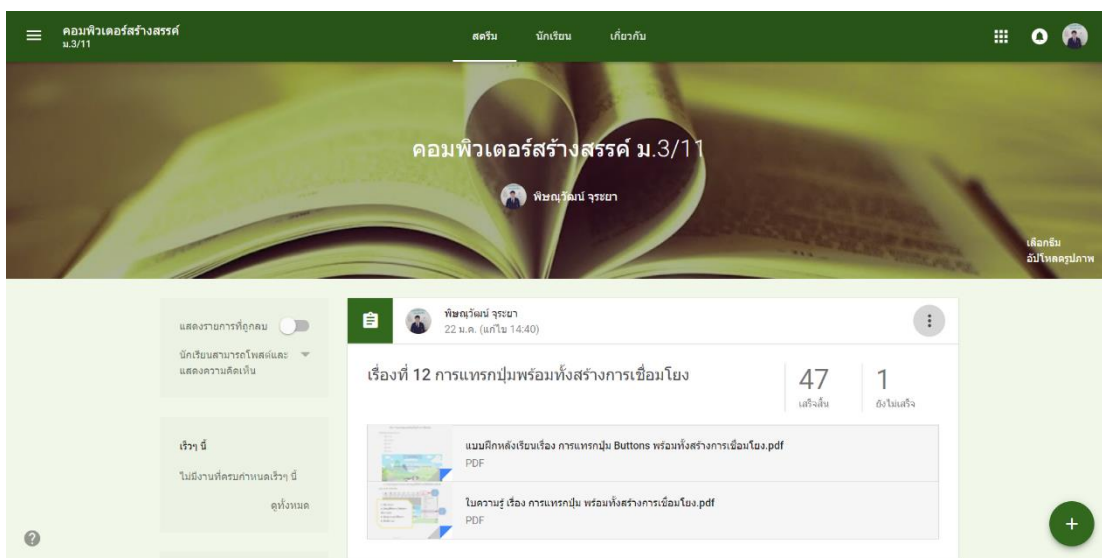 คอมพิวเตอร์สร้างสรรค์
ม.3/11
สตรีม
นักเรียน
เกี่ยวกับ
คอมพิวเตอร์สร้างสรรค์ ม.3/11
พิษณุวัฒน์ จุระยา
เลือกธีม
อัปโหลดรูปภาพ
แสดงรายการที่ถูกลบ
นักเรียนสามารถโพสต์และ
แสดงความคิดเห็น
เร็วๆ นี้
ไม่มีงานที่ครบกำหนดเร็วๆ นี้
ดูทั้งหมด
พิษณุวัฒน์ จุระยา
22 ม.ค. (แก้ไข 14:40)
เรื่องที่ 12 การแทรกปุ่มพร้อมทั้งสร้างการเชื่อมโยง
47
เสร็จสิ้น
1
ยังไม่เสร็จ
แบบฝึกหลังเรียนเรื่อง การแทรกปุ่ม Buttons พร้อมทั้งสร้างการเชื่อมโยง.pdf
PDF
ใบความรู้ เรื่อง การแทรกปุ่ม พร้อมทั้งสร้างการเชื่อมโยง.pdf
PDF